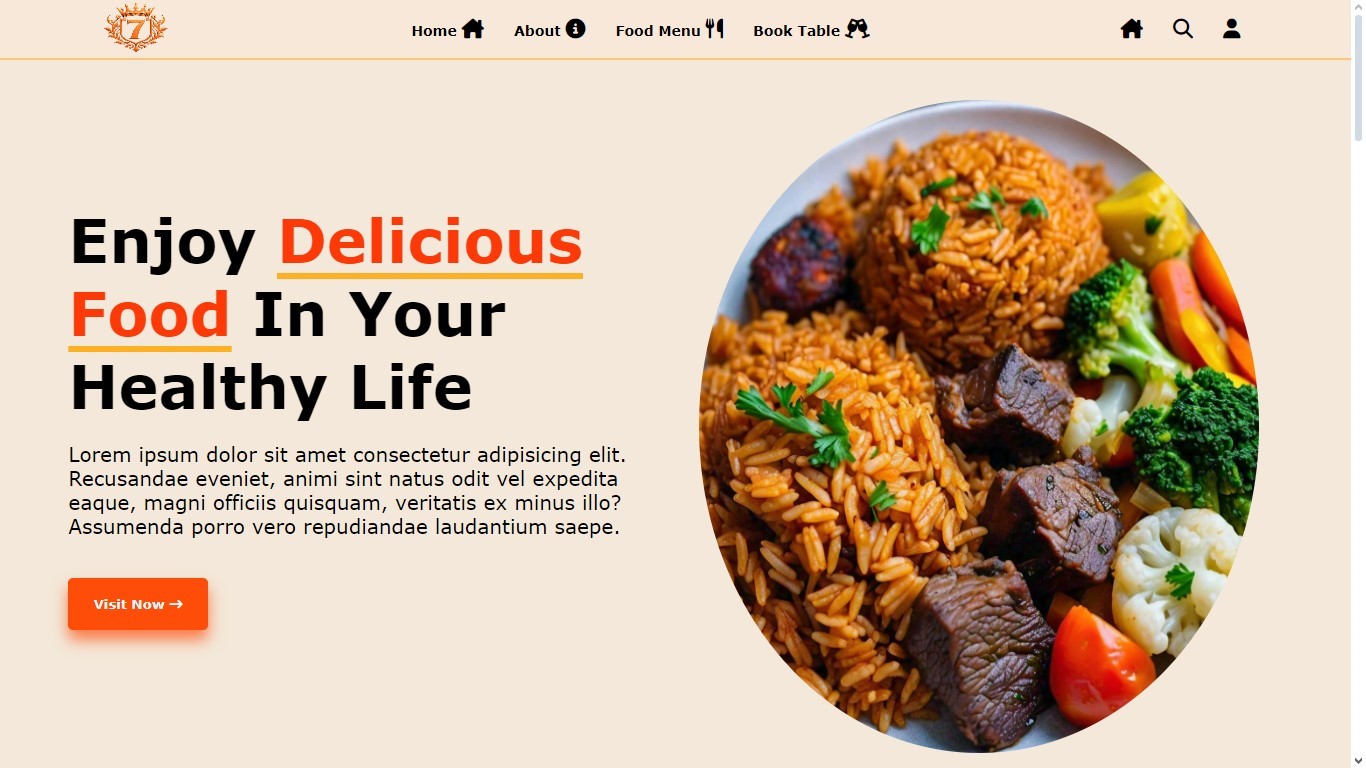 7
Home
About
Food Menu
Book Table
Enjoy Delicious
Food In Your
Healthy Life
Lorem ipsum dolor sit amet consectetur adipisicing elit.
Recusandae eveniet, animi sint natus odit vel expedita
eaque, magni officiis quisquam, veritatis ex minus illo?
Assumenda porro vero repudiandae laudantium saepe.
Visit Now →